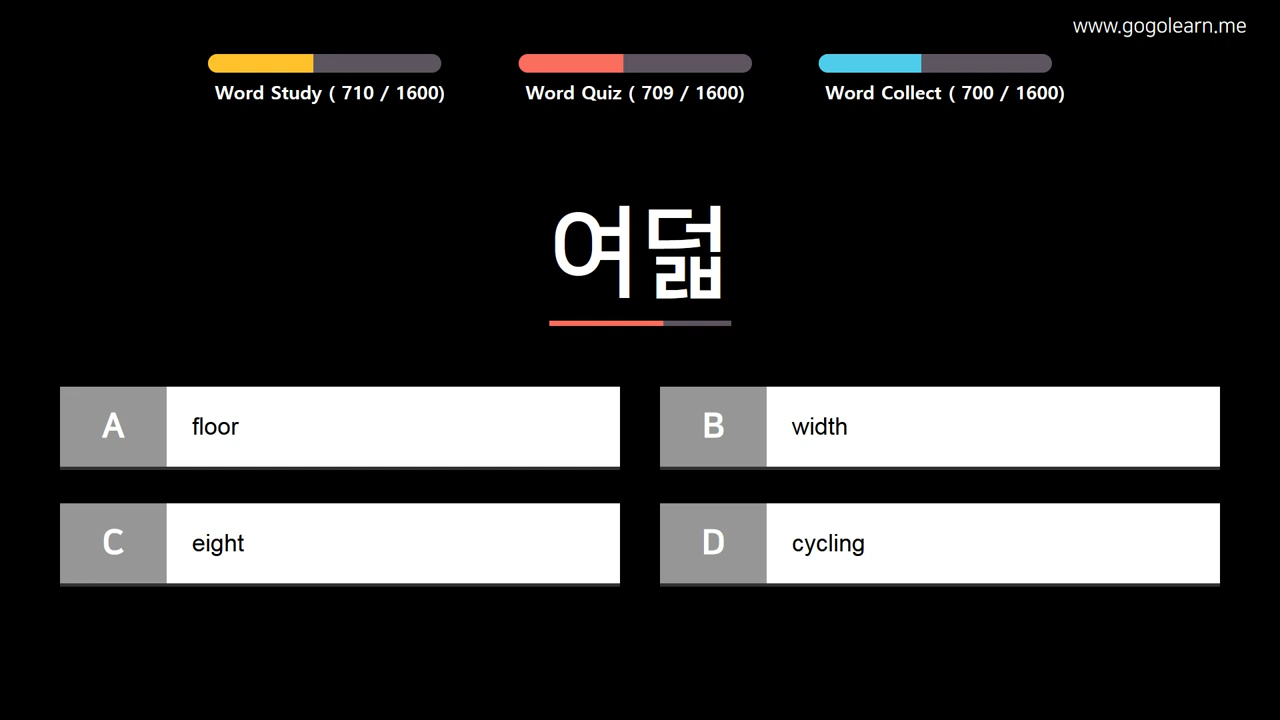 www.gogolearn.me
Word Study ( 710 / 1600)
Word Quiz ( 709 / 1600)
Word Collect ( 700 / 1600)
여덟
A floor
B width
C eight
D cycling